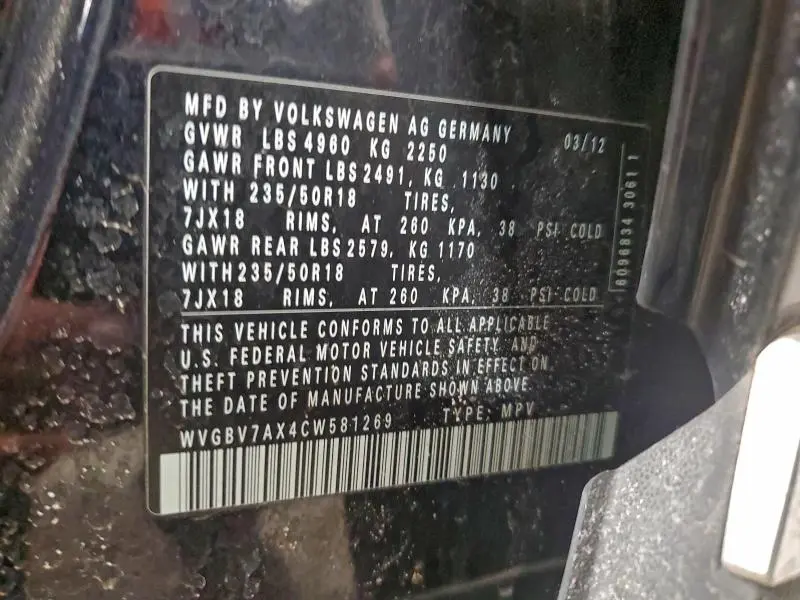 MFD BY VOLKSWAGEN AG GERMANY 03/12
GVWR LBS 4960 KG 2250
GAWR FRONT LBS 2491, KG 1130
WITH 235/50R18 TIRES,
7JX18 RIMS, AT 260 KPA, 38 PSI COLD
GAWR REAR LBS 2579, KG 1170
WITH 235/50R18 TIRES,
7JX18 RIMS, AT 260 KPA, 38 PSI COLD
THIS VEHICLE CONFORMS TO ALL APPLICABLE
U.S. FEDERAL MOTOR VEHICLE SAFETY, AND
THEFT PREVENTION STANDARDS IN EFFECT ON
THE DATE OF MANUFACTURE SHOWN ABOVE
WVGBV7AX4CW581269 TYPE: MPV